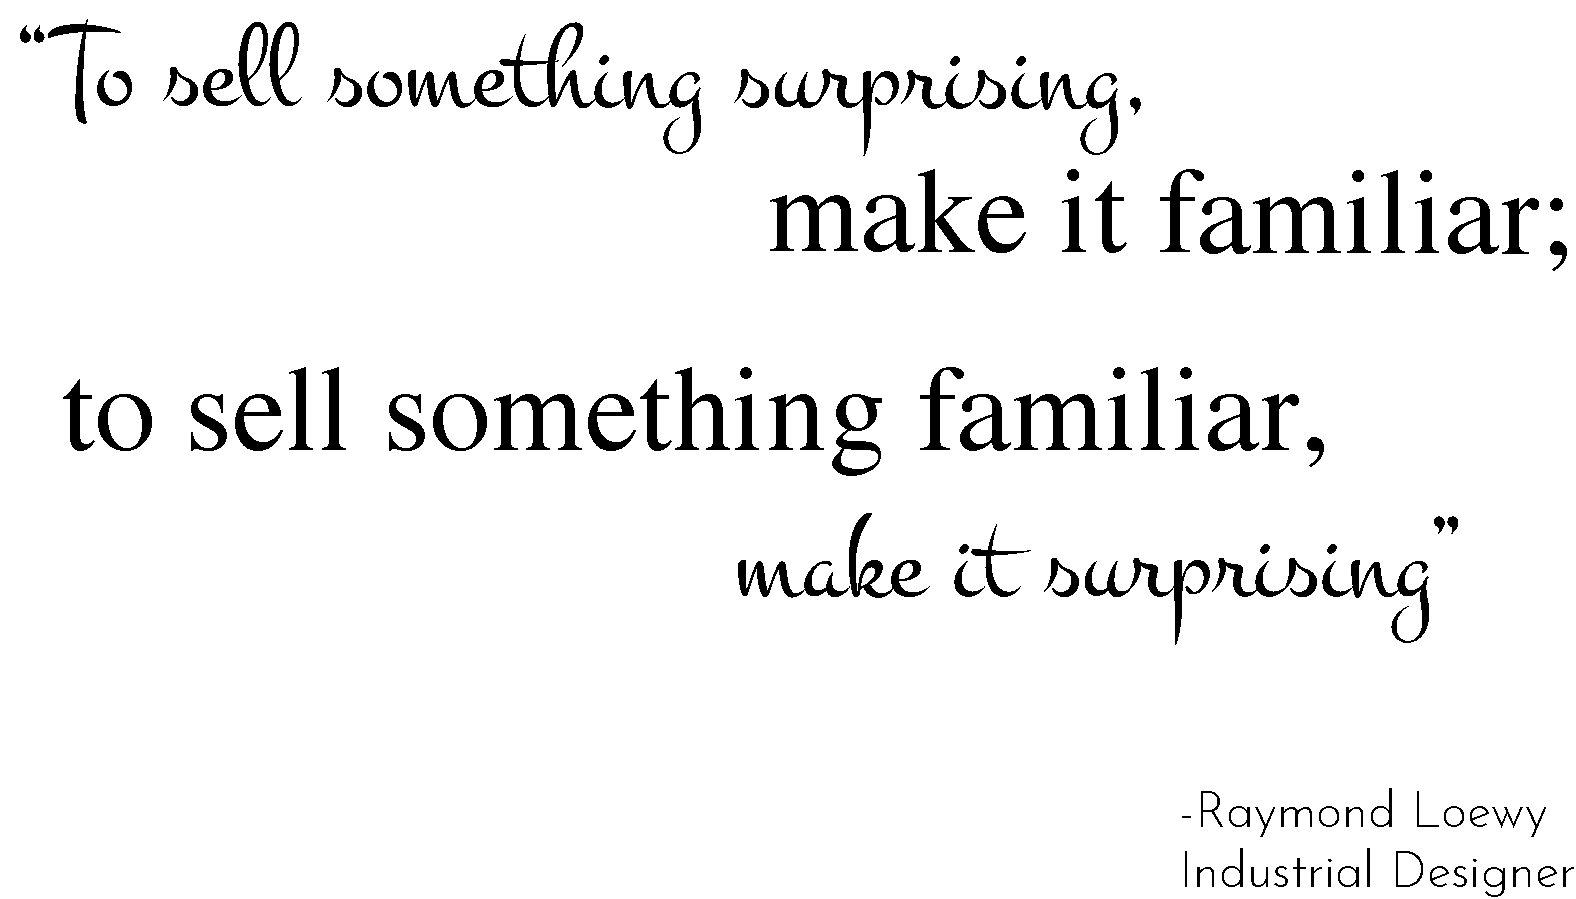 “To sell something surprising,
make it familiar;
to sell something familiar,
make it surprising”
-Raymond Loewy
Industrial Designer